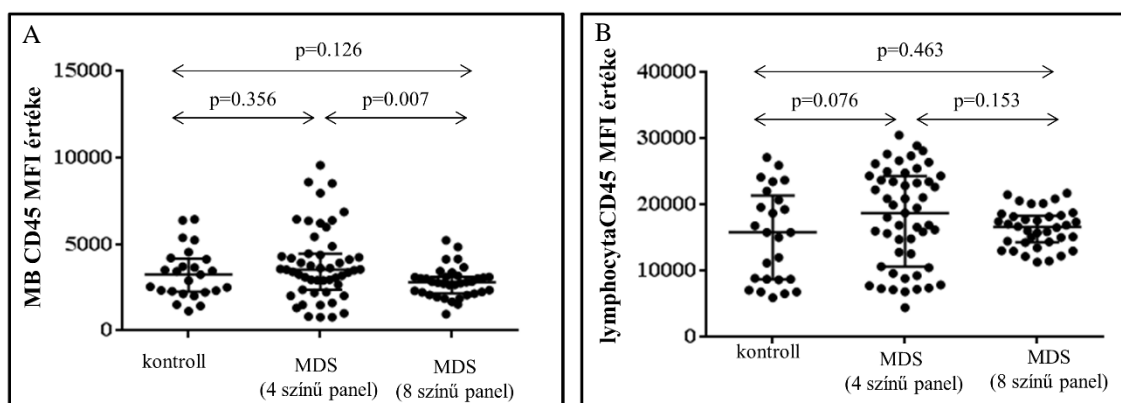 A
p=0.126
p=0.356
p=0.007
15000
10000
5000
0
MB CD45 MFI értéke
kontroll
MDS
(4 színű panel)
MDS
(8 színű panel)
B
p=0.463
p=0.076
p=0.153
40000
30000
20000
10000
0
lymphocytaCD45 MFI értéke
kontroll
MDS
(4 színű panel)
MDS
(8 színű panel)